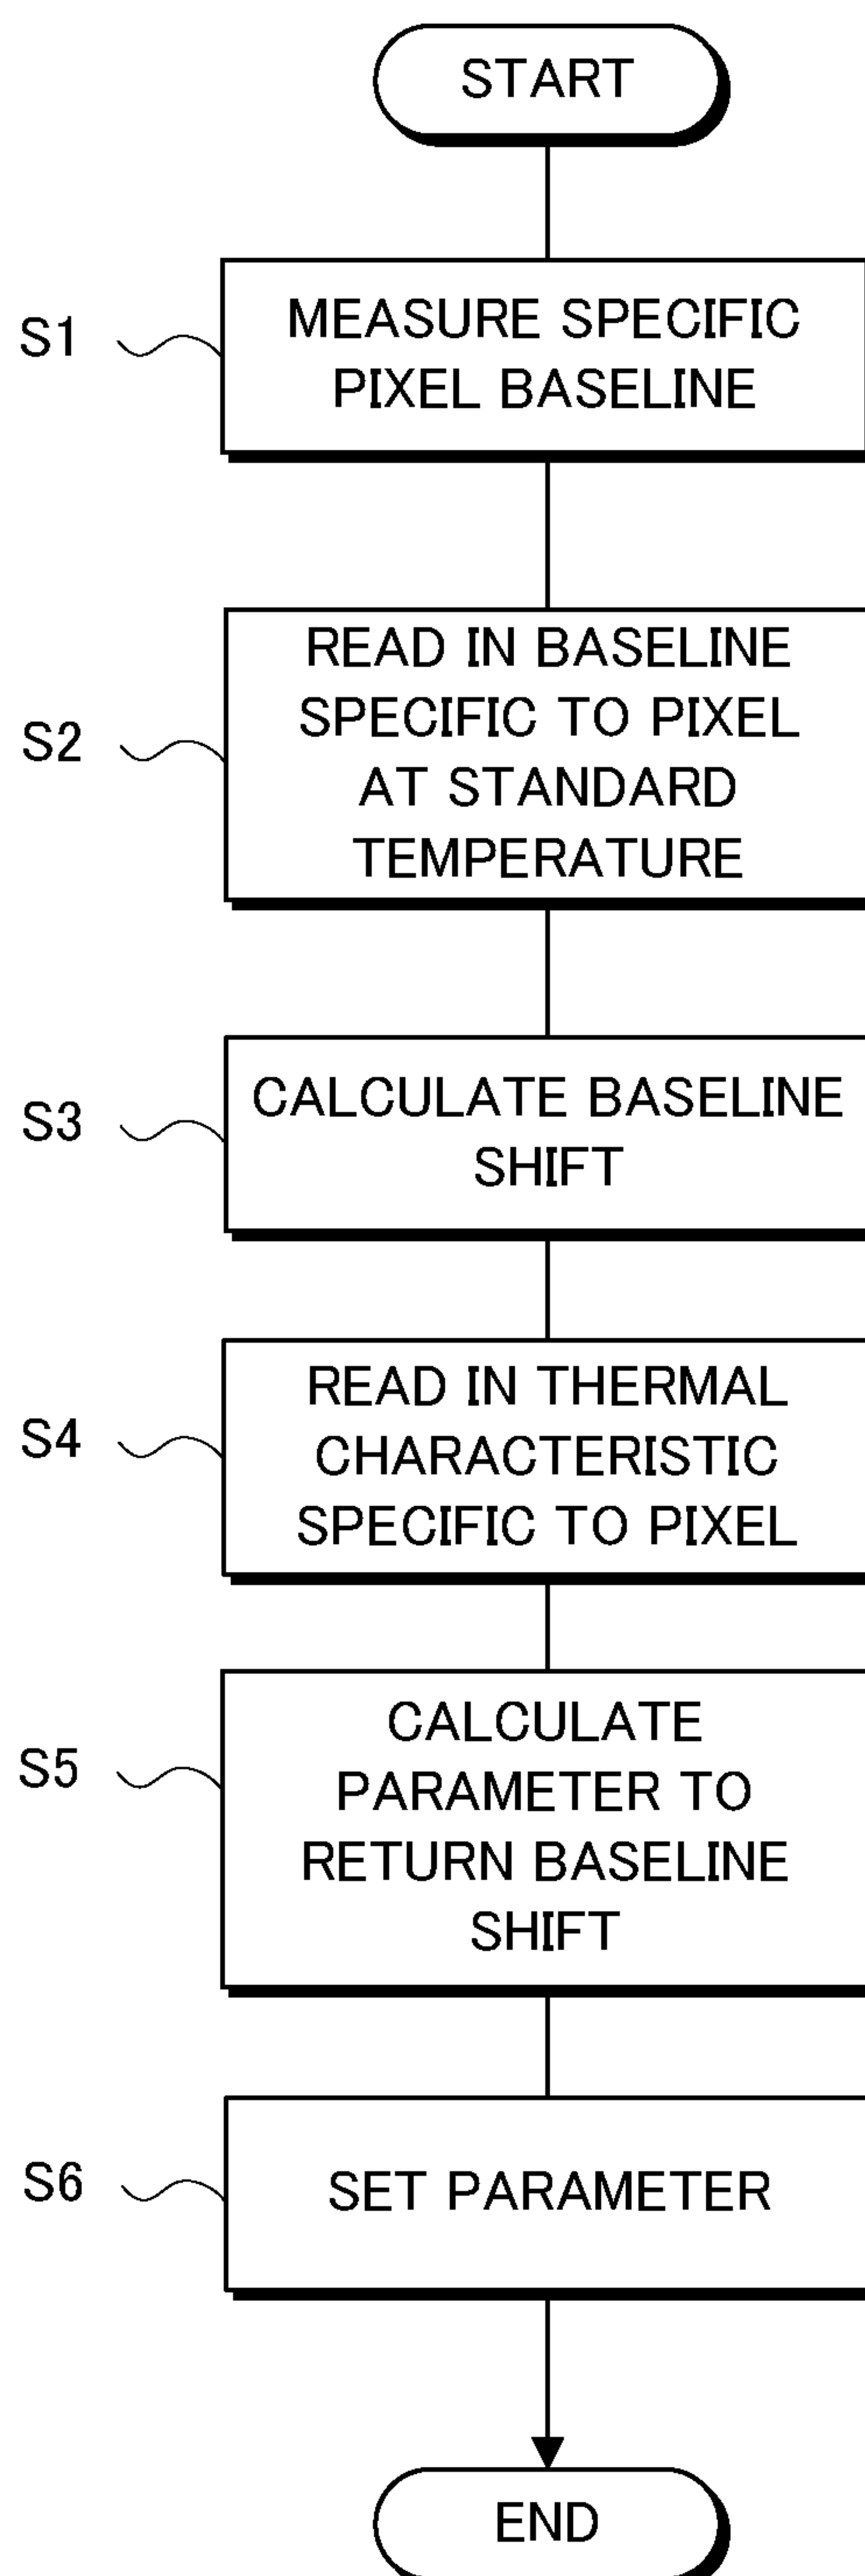 START
S1
MEASURE SPECIFIC
PIXEL BASELINE
S2
READ IN BASELINE
SPECIFIC TO PIXEL
AT STANDARD
TEMPERATURE
S3
CALCULATE BASELINE
SHIFT
S4
READ IN THERMAL
CHARACTERISTIC
SPECIFIC TO PIXEL
S5
CALCULATE
PARAMETER TO
RETURN BASELINE
SHIFT
S6
SET PARAMETER
END